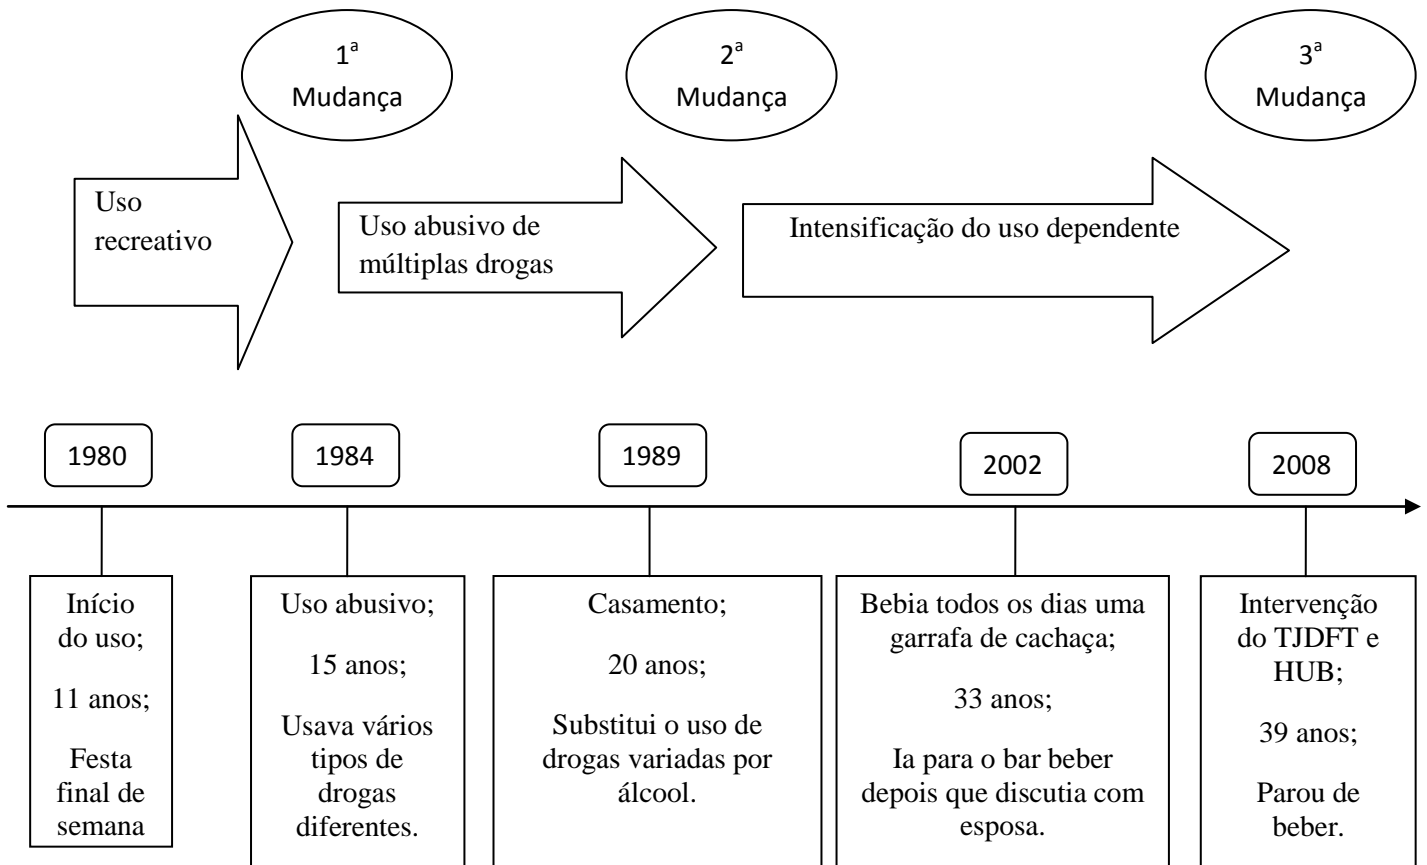 1ª
Mudança
2ª
Mudança
3ª
Mudança
Uso
recreativo
Uso abusivo de
múltiplas drogas
Intensificação do uso dependente
1980
1984
1989
2002
2008
Início
do uso;
11 anos;
Festa
final de
semana
Uso abusivo;
15 anos;
Usava vários
tipos de
drogas
diferentes.
Casamento;
20 anos;
Substitui o uso de
drogas variadas por
álcool.
Bebia todos os dias uma
garrafa de cachaça;
33 anos;
Ia para o bar beber
depois que discutia com
esposa.
Intervenção
do TJDFT e
HUB;
39 anos;
Parou de
beber.